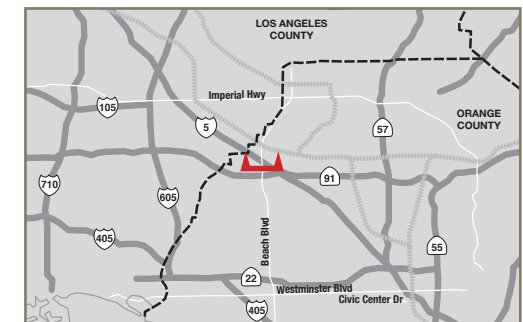 LOS ANGELES
COUNTY
Imperial Hwy
105
5
57
ORANGE
COUNTY
710
605
91
405
Beach Blvd
55
22
Westminster Blvd
Civic Center Dr
405